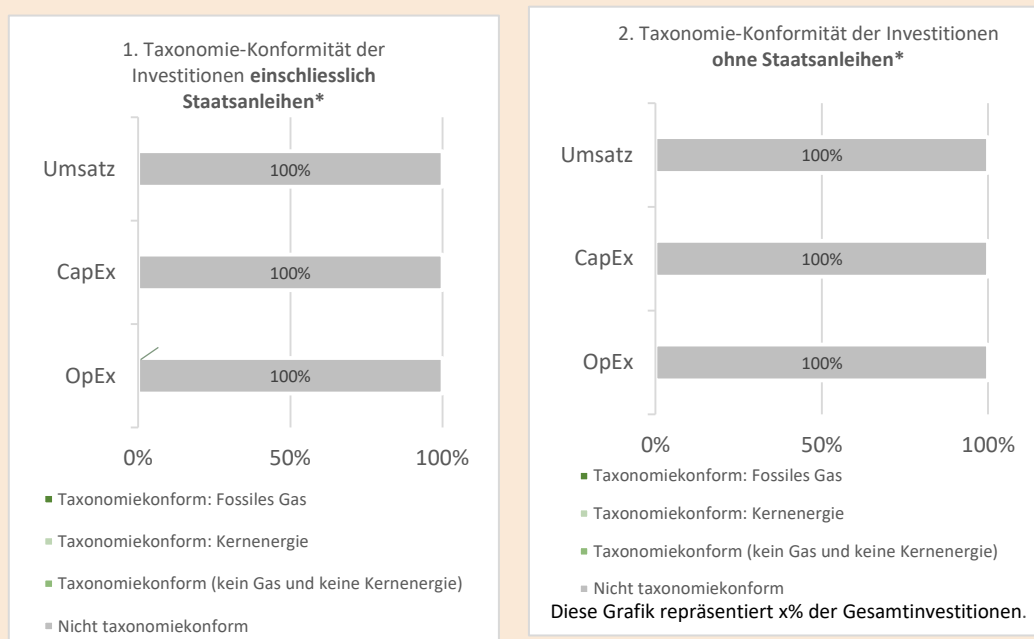 1. Taxonomie-Konformität der
Investitionen einschliesslich
Staatsanleihen*
Umsatz
100%
CapEx
100%
OpEx
100%
0%
50%
100%
Taxonomiekonform: Fossiles Gas
Taxonomiekonform: Kernenergie
Taxonomiekonform (kein Gas und keine Kernenergie)
Nicht taxonomiekonform
2. Taxonomie-Konformität der Investitionen
ohne Staatsanleihen*
Umsatz
100%
CapEx
100%
OpEx
100%
0%
50%
100%
Taxonomiekonform: Fossiles Gas
Taxonomiekonform: Kernenergie
Taxonomiekonform (kein Gas und keine Kernenergie)
Nicht taxonomiekonform
Diese Grafik repräsentiert x% der Gesamtinvestitionen.